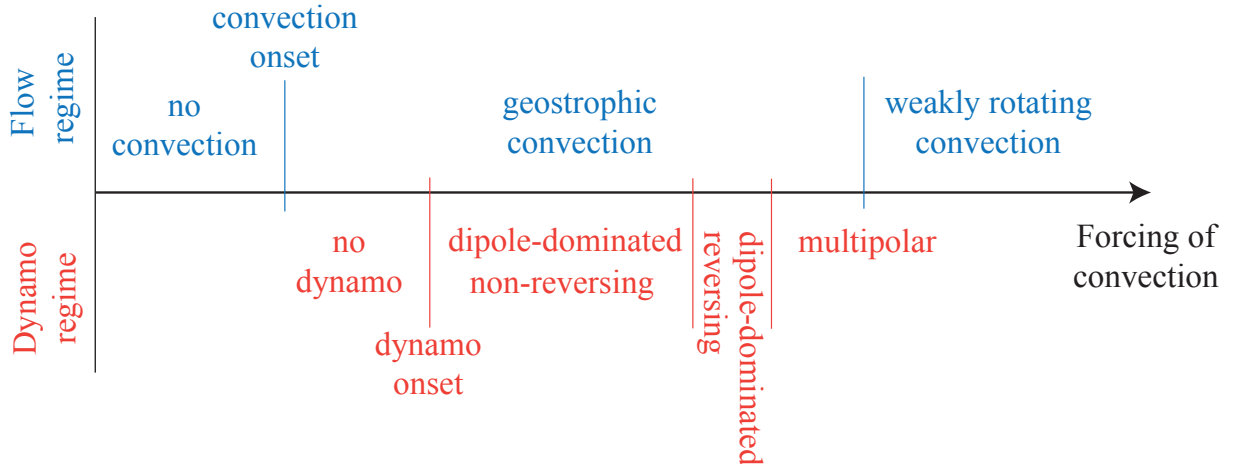 Flow
regime
no
convection
convection
onset
geostrophic
convection
weakly rotating
convection
Dynamo
regime
no
dynamo
dynamo
onset
dipole-dominated
non-reversing
reversing
dipole-dominated
multipolar
Forcing of
convection